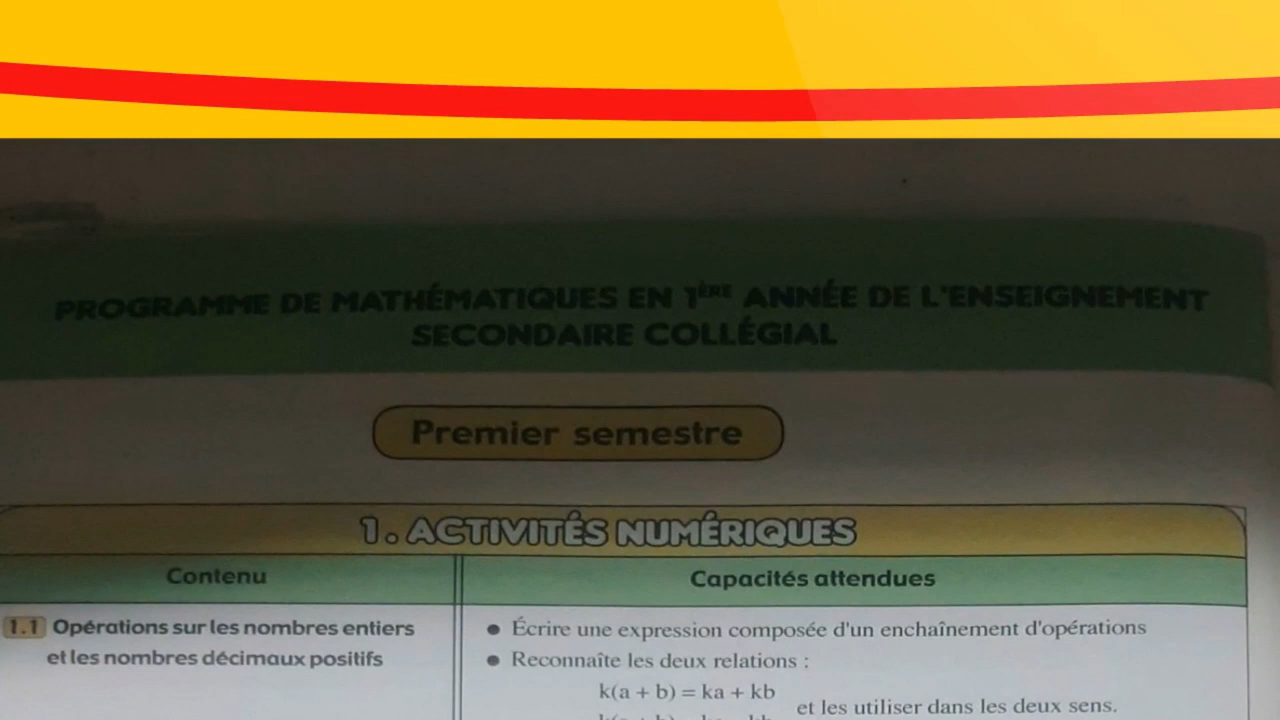 PROGRAMME DE MATHÉMATIQUES EN 1ÈRE ANNÉE DE L'ENSEIGNEMENT
SECONDAIRE COLLÉGIAL
Premier semestre
1. ACTIVITÉS NUMÉRIQUES
Contenu
Capacités attendues
1.1 Opérations sur les nombres entiers
et les nombres décimaux positifs
● Écrire une expression composée d'un enchaînement d'opérations
● Reconnaîte les deux relations :
k(a + b) = ka + kb
et les utiliser dans les deux sens.